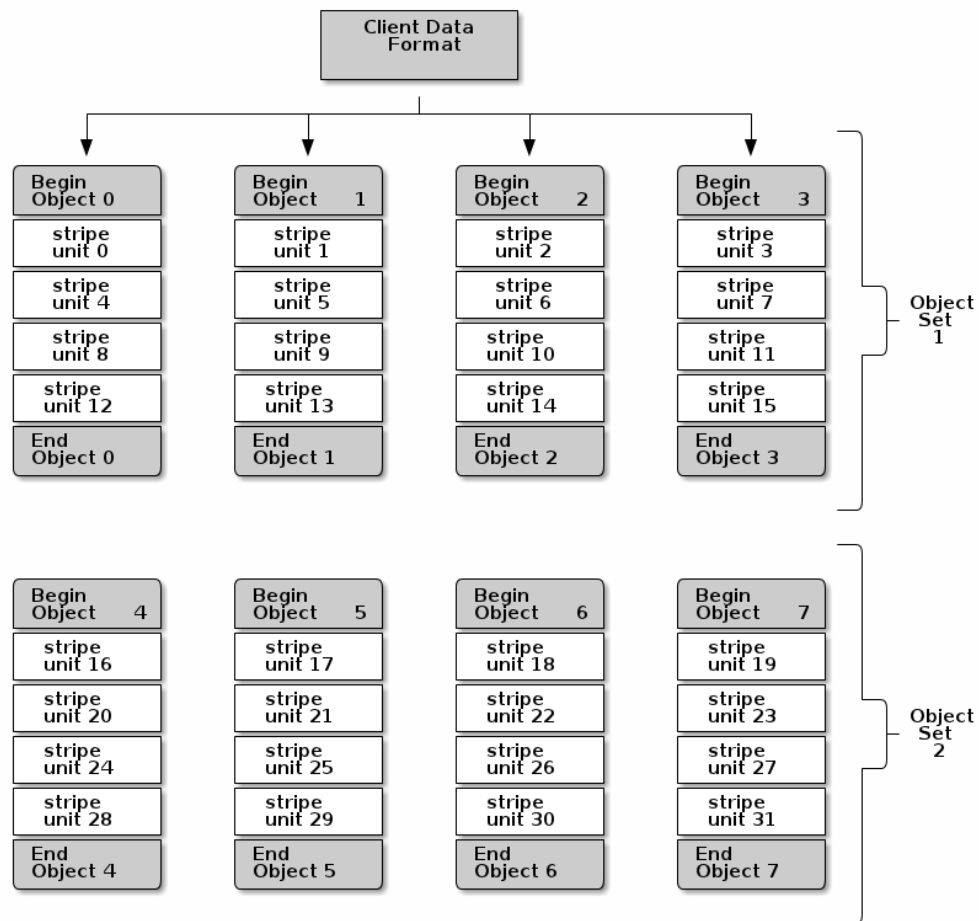 Client Data
Format
Begin
Object 0
stripe
unit 0
stripe
unit 4
stripe
unit 8
stripe
unit 12
End
Object 0
Begin
Object 1
stripe
unit 1
stripe
unit 5
stripe
unit 9
stripe
unit 13
End
Object 1
Begin
Object 2
stripe
unit 2
stripe
unit 6
stripe
unit 10
stripe
unit 14
End
Object 2
Begin
Object 3
stripe
unit 3
stripe
unit 7
stripe
unit 11
stripe
unit 15
End
Object 3
Object
Set
1
Begin
Object 4
stripe
unit 16
stripe
unit 20
stripe
unit 24
stripe
unit 28
End
Object 4
Begin
Object 5
stripe
unit 17
stripe
unit 21
stripe
unit 25
stripe
unit 29
End
Object 5
Begin
Object 6
stripe
unit 18
stripe
unit 22
stripe
unit 26
stripe
unit 30
End
Object 6
Begin
Object 7
stripe
unit 19
stripe
unit 23
stripe
unit 27
stripe
unit 31
End
Object 7
Object
Set
2